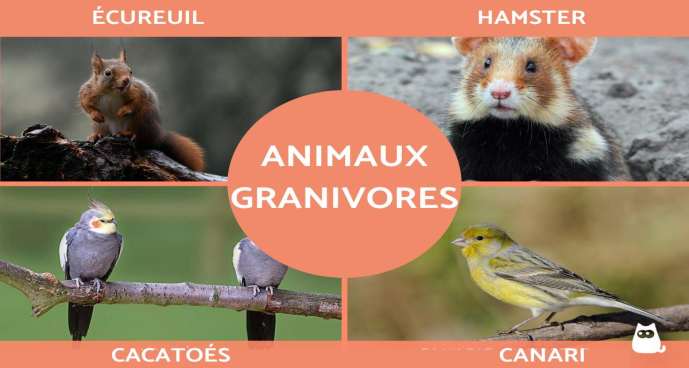 ÉCUREUIL
HAMSTER
ANIMAUX
GRANIVORES
CACATOÉS
CANARI